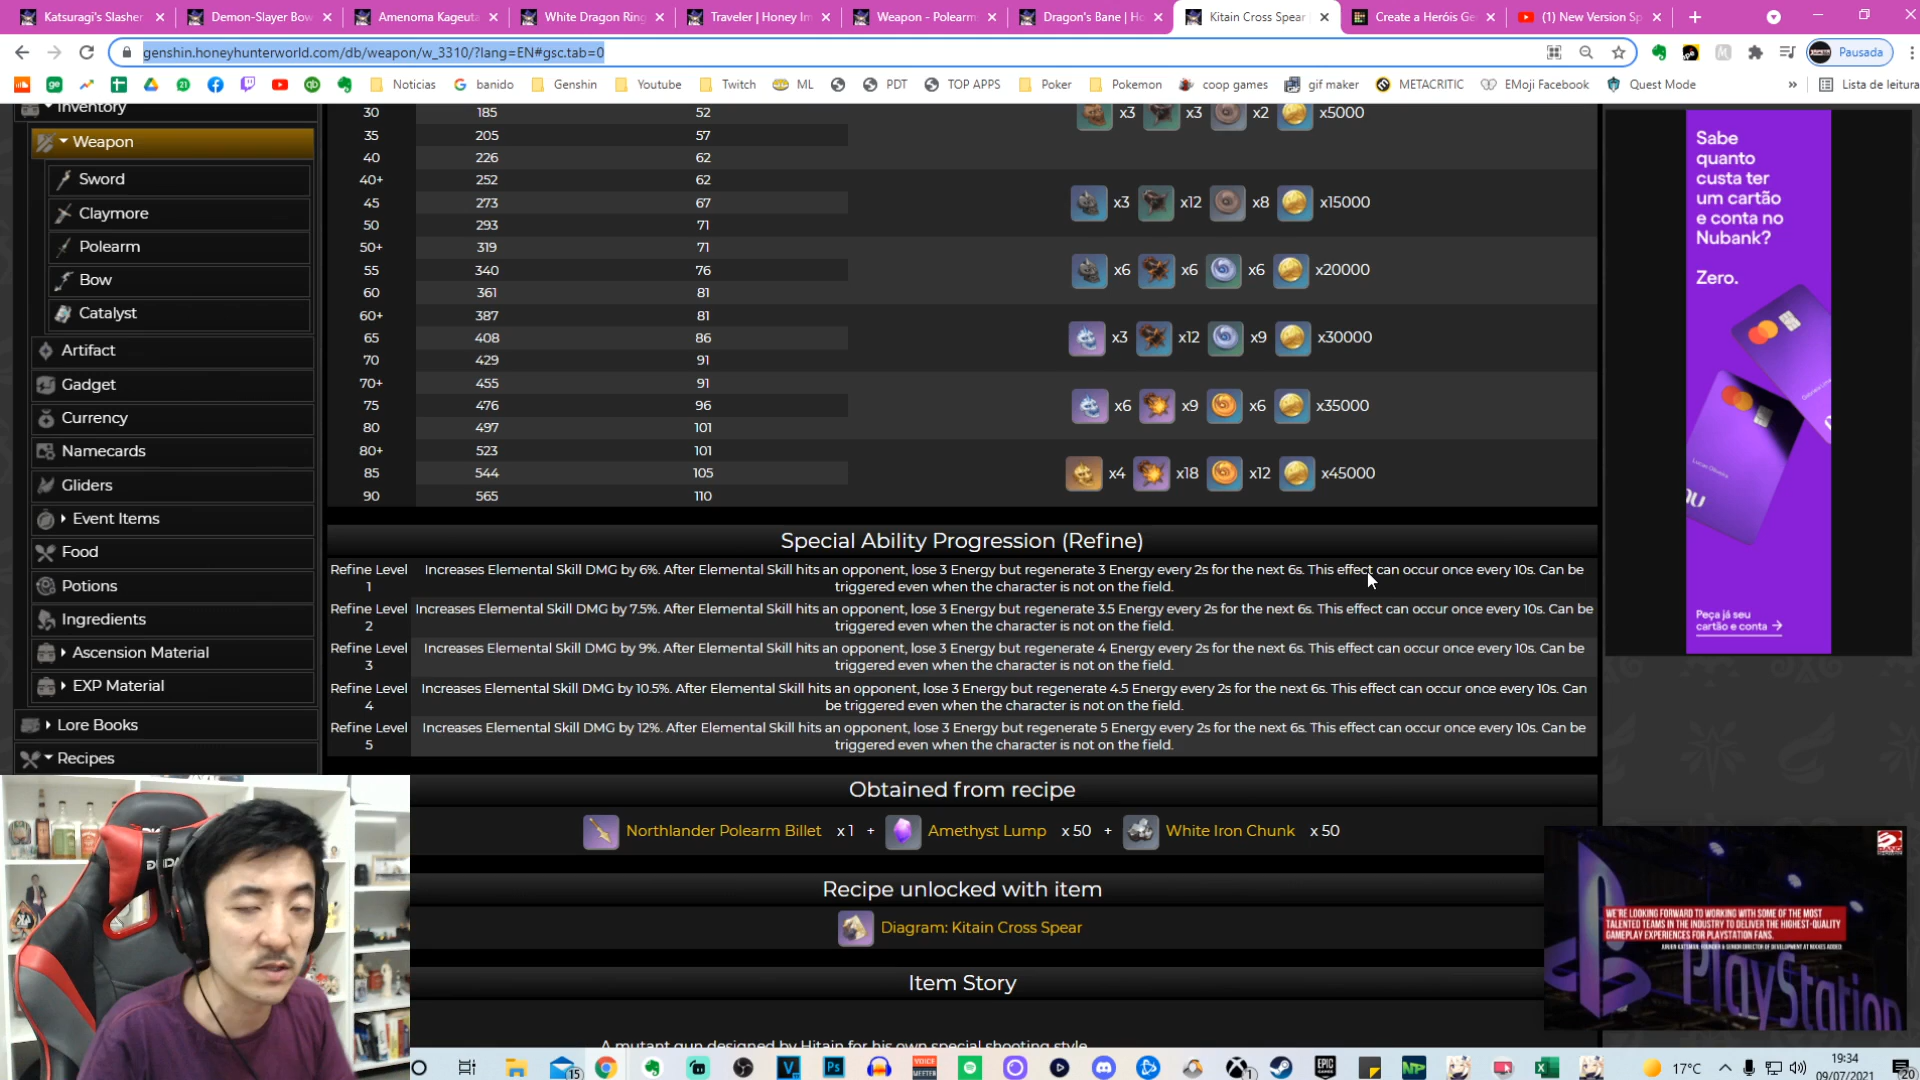 Katsuragi's Slasher
Demon-Slayer Bow
Amenoma Kageuta
White Dragon Ring
Traveler | Honey Im
Weapon - Polearm
Dragon's Bane | Ho
Kitain Cross Spear
Create a Heróis Ge
(1) New Version Sp
genshin.honeyhunterworld.com/db/weapon/w_3310/?lang=EN#gsc.tab=0
Pausada
Noticias
banido
Genshin
Youtube
Twitch
ML
PDT
TOP APPS
Poker
Pokemon
coop games
gif maker
METACRITIC
EMoji Facebook
Quest Mode
»
Lista de leitura
Inventory
Weapon
Sword
Claymore
Polearm
Bow
Catalyst
Artifact
Gadget
Currency
Namecards
Gliders
Event Items
Food
Potions
Ingredients
Ascension Material
EXP Material
Lore Books
Recipes
30 185 52 x3 x3 x2 x5000
35 205 57
40 226 62
40+ 252 62
45 273 67 x3 x12 x8 x15000
50 293 71
50+ 319 71
55 340 76 x6 x6 x6 x20000
60 361 81
60+ 387 81
65 408 86 x3 x12 x9 x30000
70 429 91
70+ 455 91
75 476 96 x6 x9 x6 x35000
80 497 101
80+ 523 101
85 544 105 x4 x18 x12 x45000
90 565 110
Special Ability Progression (Refine)
Refine Level 1
Increases Elemental Skill DMG by 6%. After Elemental Skill hits an opponent, lose 3 Energy but regenerate 3 Energy every 2s for the next 6s. This effect can occur once every 10s. Can be
triggered even when the character is not on the field.
Refine Level 2
Increases Elemental Skill DMG by 7.5%. After Elemental Skill hits an opponent, lose 3 Energy but regenerate 3.5 Energy every 2s for the next 6s. This effect can occur once every 10s. Can be
triggered even when the character is not on the field.
Refine Level 3
Increases Elemental Skill DMG by 9%. After Elemental Skill hits an opponent, lose 3 Energy but regenerate 4 Energy every 2s for the next 6s. This effect can occur once every 10s. Can be
triggered even when the character is not on the field.
Refine Level 4
Increases Elemental Skill DMG by 10.5%. After Elemental Skill hits an opponent, lose 3 Energy but regenerate 4.5 Energy every 2s for the next 6s. This effect can occur once every 10s. Can
be triggered even when the character is not on the field.
Refine Level 5
Increases Elemental Skill DMG by 12%. After Elemental Skill hits an opponent, lose 3 Energy but regenerate 5 Energy every 2s for the next 6s. This effect can occur once every 10s. Can be
triggered even when the character is not on the field.
Obtained from recipe
Northlander Polearm Billet x 1 + Amethyst Lump x 50 + White Iron Chunk x 50
Recipe unlocked with item
Diagram: Kitain Cross Spear
Item Story
A mutant gun designed by Hitain for his own special shooting style
Sabe
quanto
custa ter
um cartão
e conta no
Nubank?
Zero.
Peça já seu
cartão e conta →
WE'RE LOOKING FORWARD TO WORKING WITH SOME OF THE MOST
TALENTED TEAMS IN THE INDUSTRY TO DELIVER THE HIGHEST-QUALITY
GAMEPLAY EXPERIENCES FOR PLAYSTATION FANS.
PlayStation
17°C
19:34
09/07/2021
20